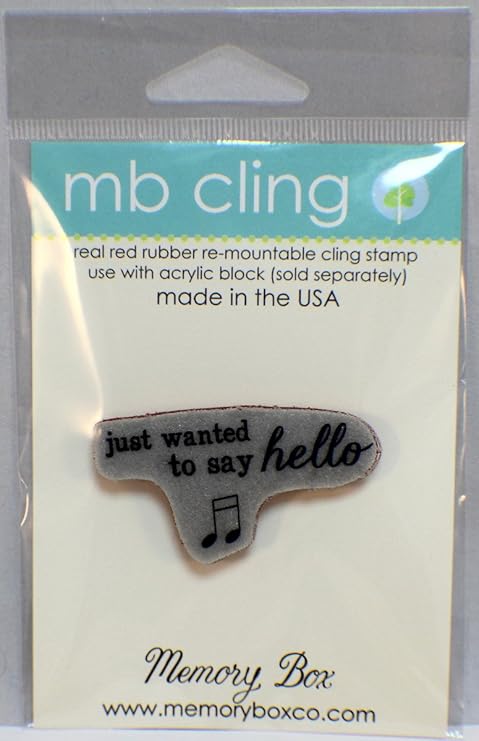 mb cling
real red rubber re-mountable cling stamp
use with acrylic block (sold separately)
made in the USA
just wanted
to say hello
Memory Box
www.memoryboxco.com